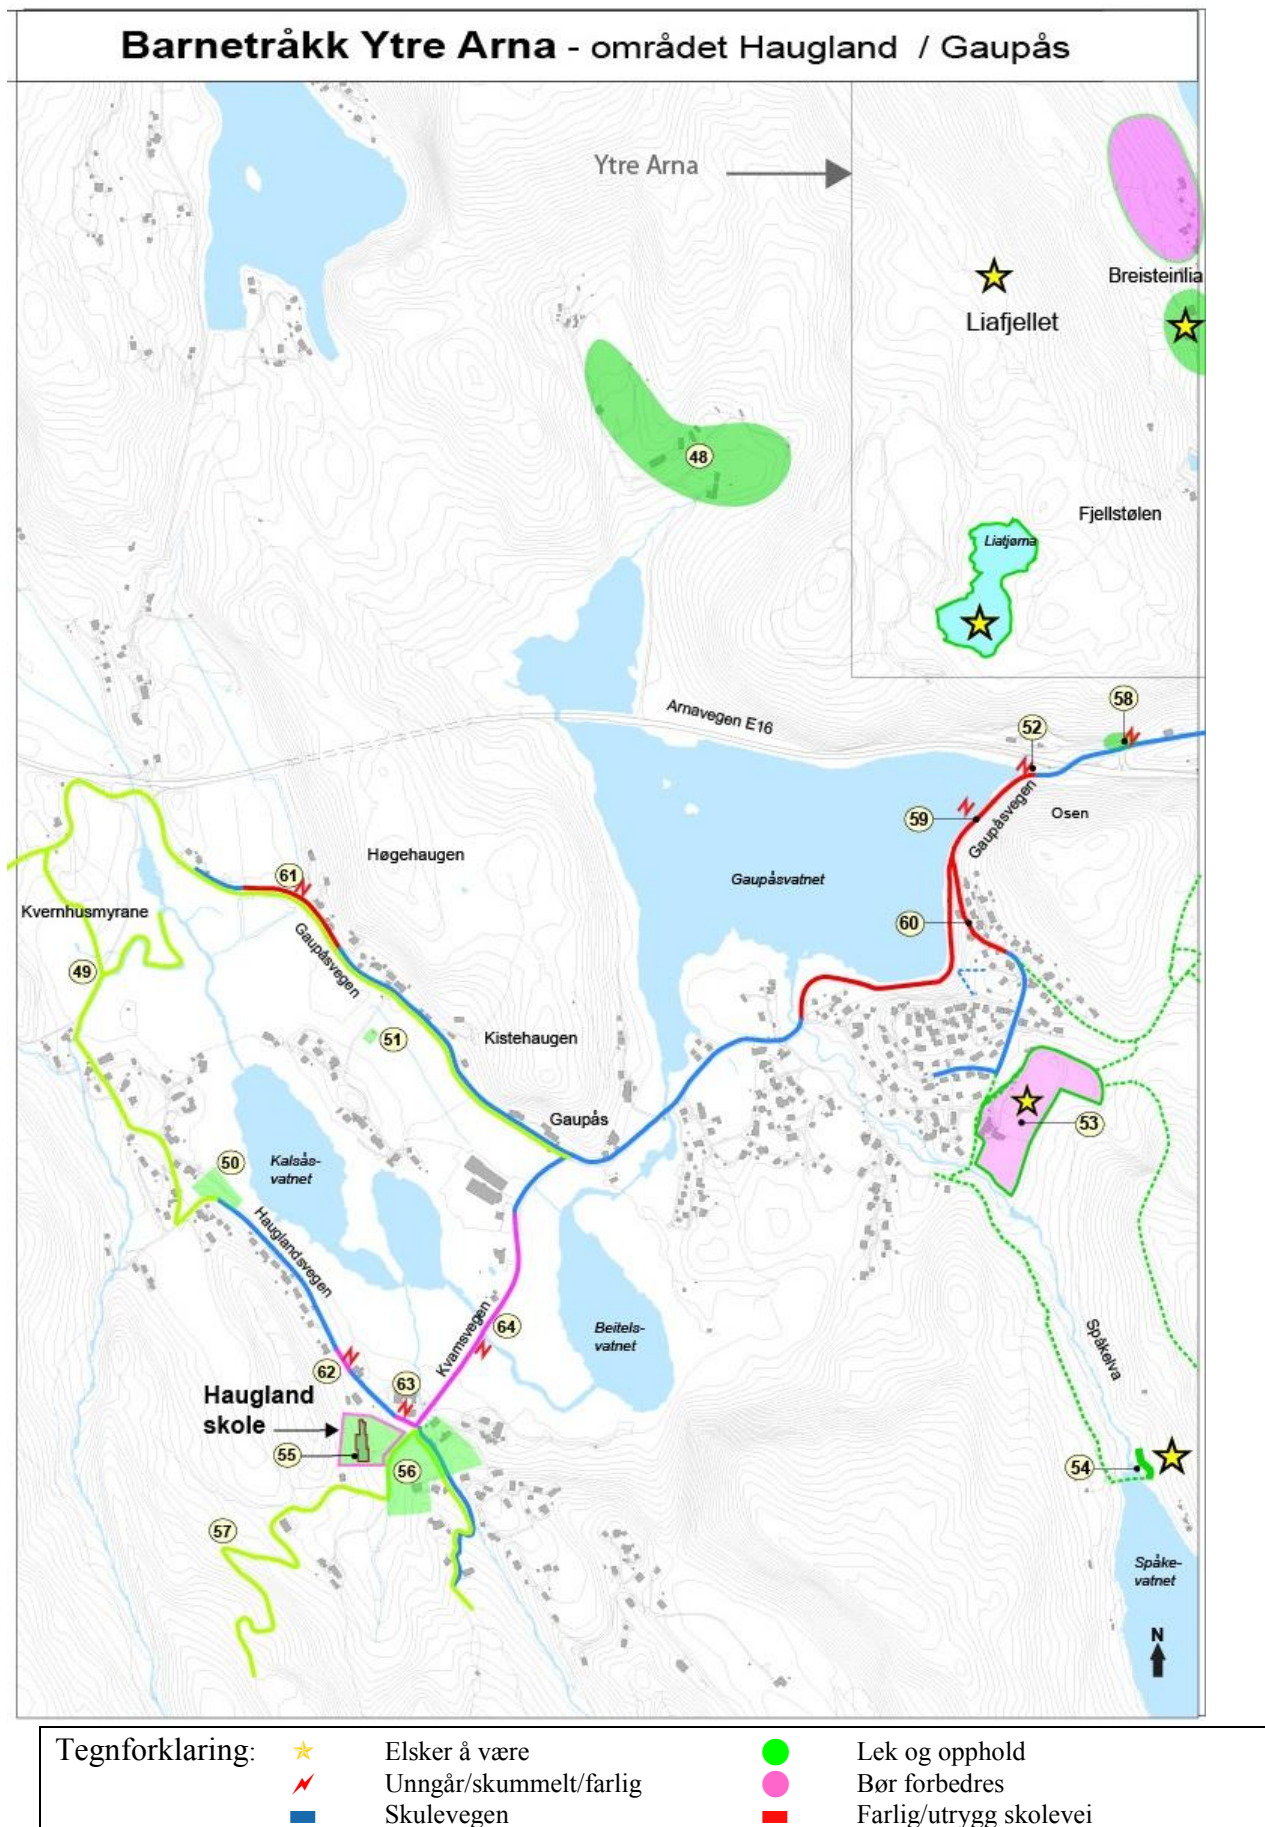 Barnetråkk Ytre Arna - området Haugland / Gaupås
Ytre Arna
Breisteinlia
Liafjellet
48
Fjellstølen
Liatjørna
58
Arnavegen E16
52
59
Gaupåsvegen
Osen
Høgehaugen
61
Gaupåsvatnet
Kvernhusmyrane
60
Gaupåsvegen
49
51
Kistehaugen
Gaupås
53
50
Kalsås-
vatnet
Hauglandsvegen
Kvamsvegen
64
Beitels-
vatnet
Spåkelva
62
63
Haugland
skole
55
56
54
57
Spåke-
vatnet
N
Tegnforklaring:
Elsker å være
Lek og opphold
Unngår/skummelt/farlig
Bør forbedres
Skulevegen
Farlig/utrygg skolevei